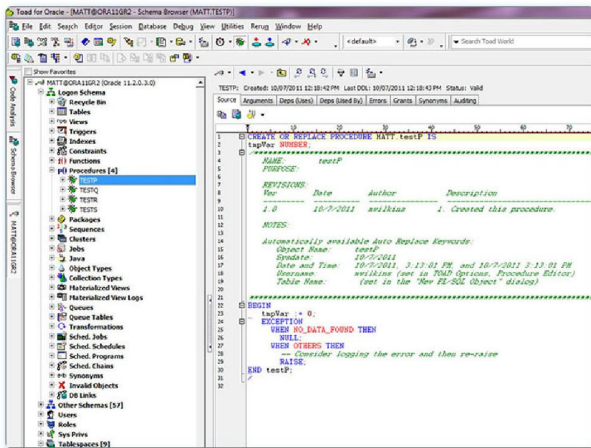 Toad for Oracle - [MATT@ORA11GR2 - Schema Browser (MATT.TESTP)]
File Edit Search Editor Session Database Debug View Utilities Rerun Window Help
<default>
Search Toad World
Show Favorites
MATT@ORA11GR2 (Oracle 11.2.0.3.0)
Logon Schema
Recycle Bin
Tables
Views
Triggers
Indexes
Constraints
f() Functions
p() Procedures [4]
TESTP
TESTQ
TESTR
TESTS
Packages
Sequences
Clusters
Jobs
Java
Object Types
Collection Types
Materialized Views
Materialized View Logs
Queues
Queue Tables
Transformations
Sched. Jobs
Sched. Schedules
Sched. Programs
Sched. Chains
Synonyms
Invalid Objects
DB Links
Other Schemas [57]
Users
Roles
Sys Privs
Tablespaces [9]
Code Analysis
Schema Browser
MATT@ORA11GR2
TESTP: Created: 10/07/2011 12:18:42 PM Last DDL: 10/07/2011 12:18:43 PM Status: Valid
Source Arguments Deps (Uses) Deps (Used By) Errors Grants Synonyms Auditing
CREATE OR REPLACE PROCEDURE MATT.testP IS
tmpVar NUMBER;
NAME: testP
PURPOSE:
REVISIONS:
Ver Date Author Description
1.0 10/7/2011 mwilkins 1. Created this procedure.
NOTES:
Automatically available Auto Replace Keywords:
Object Name: testP
Sysdate: 10/7/2011
Date and Time: 10/7/2011, 3:13:01 PM, and 10/7/2011 3:13:01 PM
Username: mwilkins (set in TOAD Options, Procedure Editor)
Table Name: (set in the "New PL/SQL Object" dialog)
BEGIN
tmpVar := 0;
EXCEPTION
WHEN NO_DATA_FOUND THEN
NULL;
WHEN OTHERS THEN
-- Consider logging the error and then re-raise
RAISE;
END testP;
/